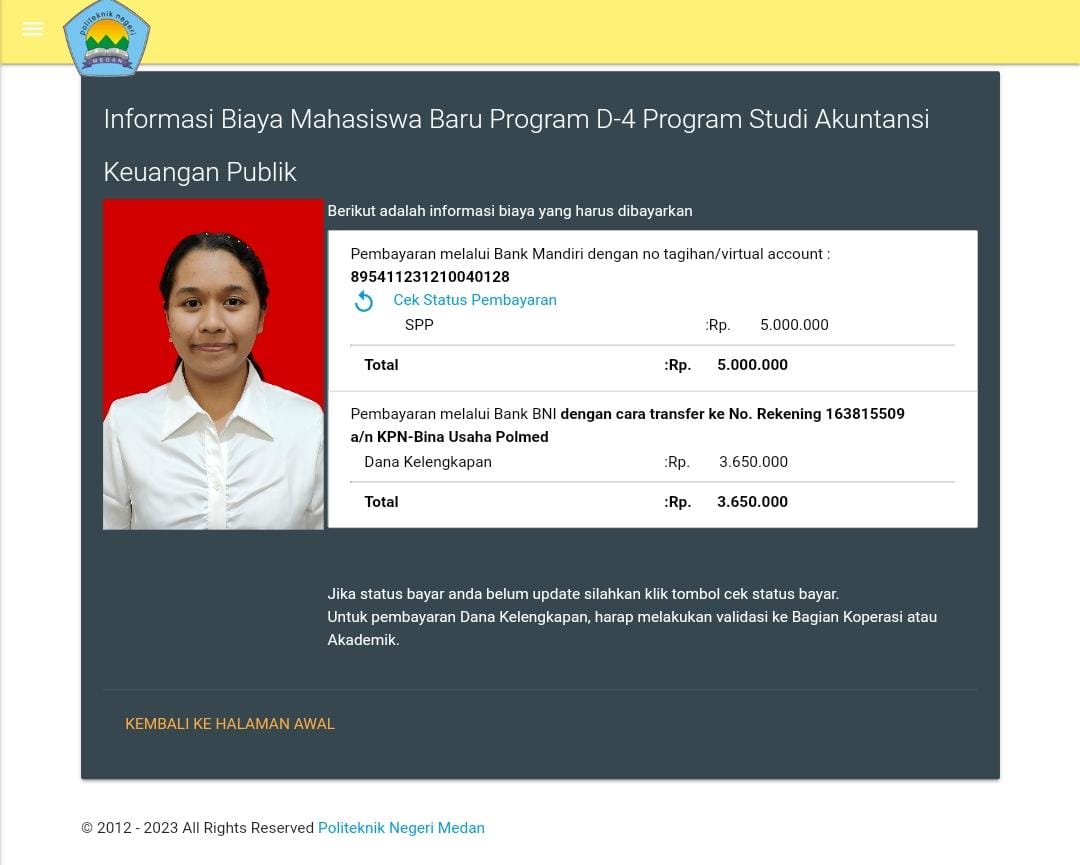 politeknik negeri
MEDAN
Informasi Biaya Mahasiswa Baru Program D-4 Program Studi Akuntansi
Keuangan Publik
Berikut adalah informasi biaya yang harus dibayarkan
Pembayaran melalui Bank Mandiri dengan no tagihan/virtual account :
895411231210040128
Cek Status Pembayaran
SPP :Rp. 5.000.000
Total :Rp. 5.000.000
Pembayaran melalui Bank BNI dengan cara transfer ke No. Rekening 163815509
a/n KPN-Bina Usaha Polmed
Dana Kelengkapan :Rp. 3.650.000
Total :Rp. 3.650.000
Jika status bayar anda belum update silahkan klik tombol cek status bayar.
Untuk pembayaran Dana Kelengkapan, harap melakukan validasi ke Bagian Koperasi atau
Akademik.
KEMBALI KE HALAMAN AWAL
© 2012 - 2023 All Rights Reserved Politeknik Negeri Medan